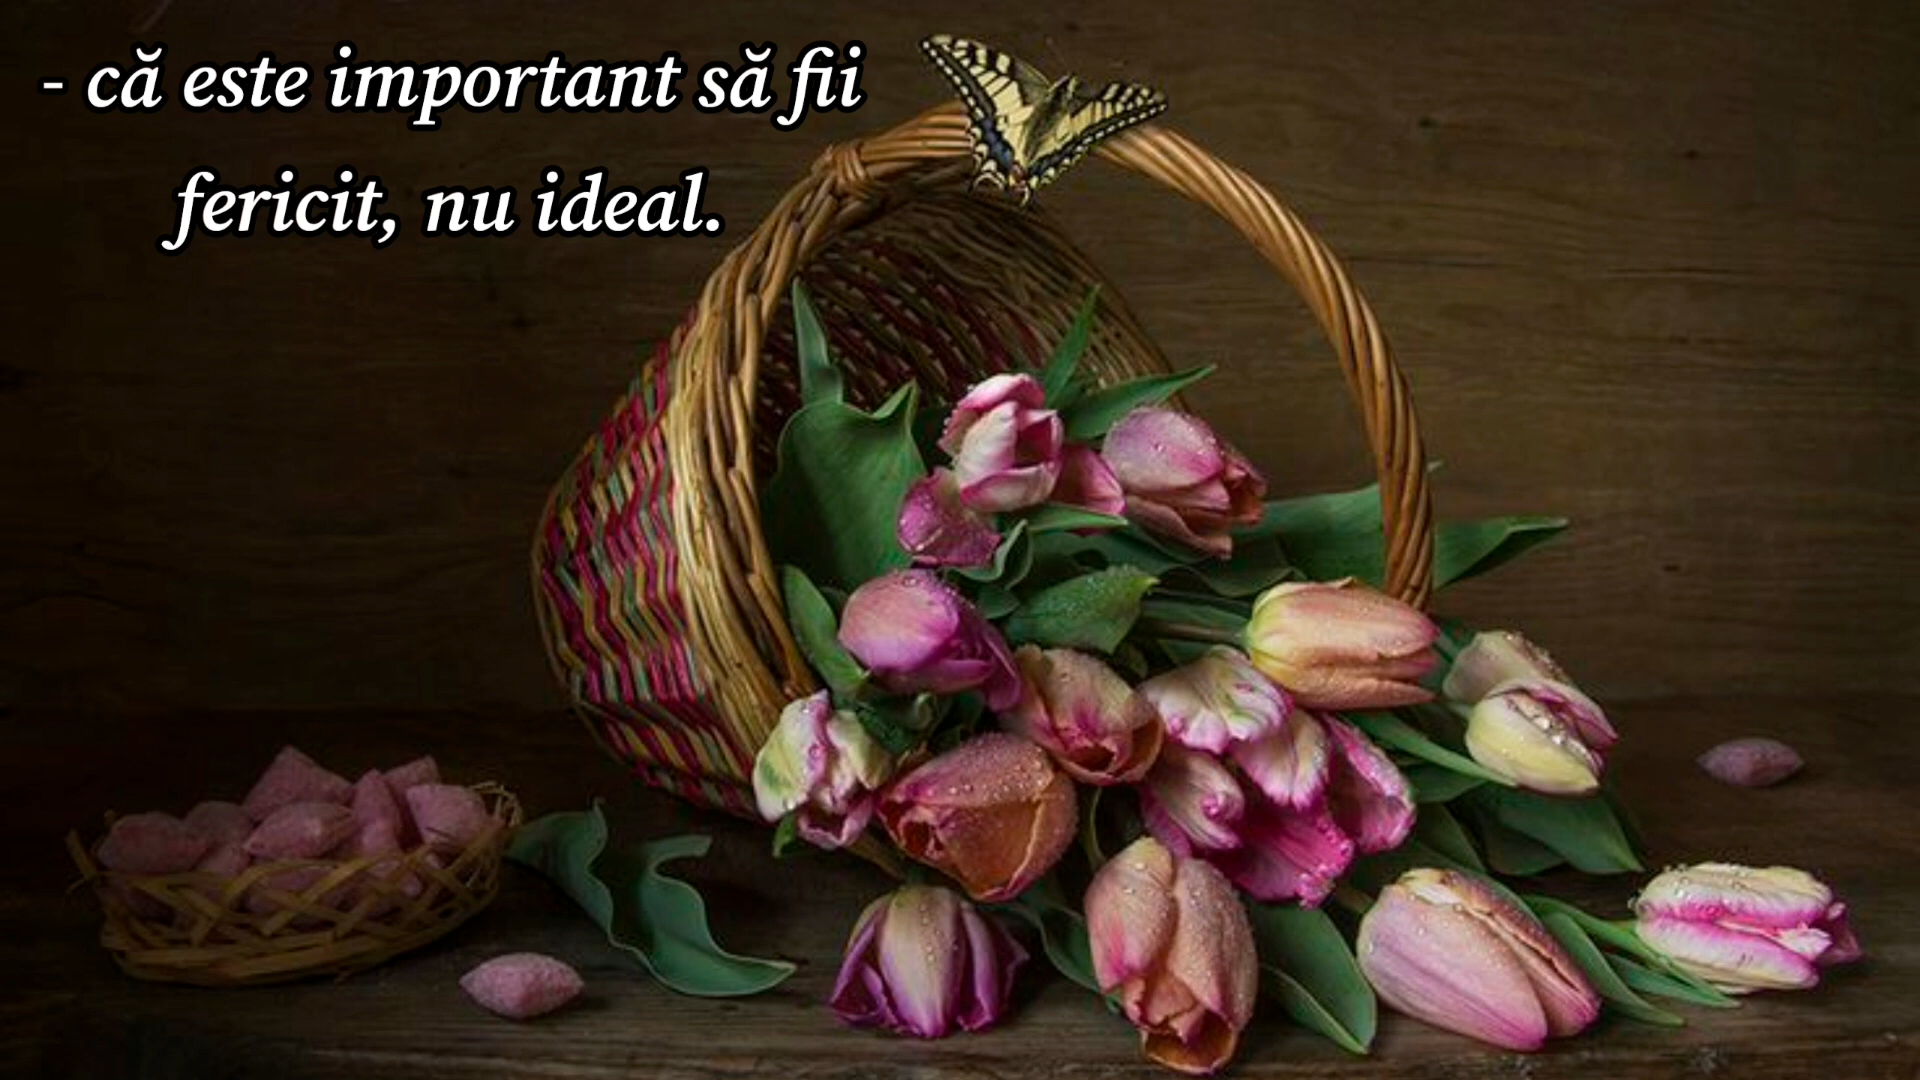 - că este important să fii
fericit, nu ideal.